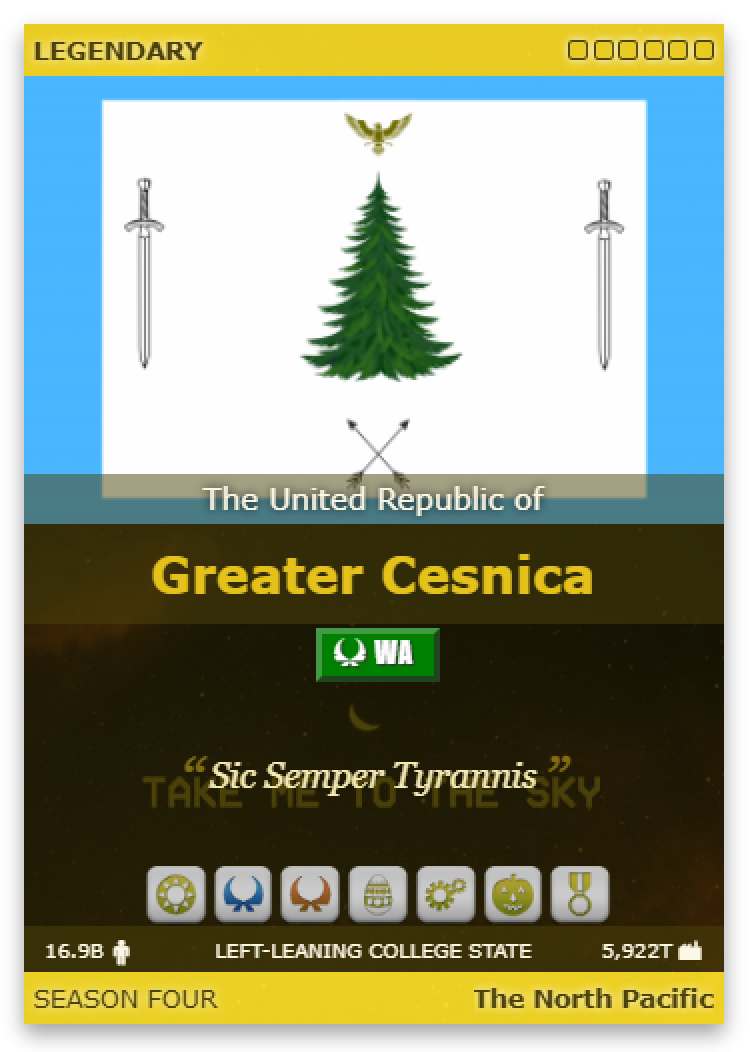 LEGENDARY
The United Republic of
Greater Cesnica
WA
“Sic Semper Tyrannis”
TAKE ME TO THE SKY
16.9B LEFT-LEANING COLLEGE STATE 5,922T
SEASON FOUR The North Pacific